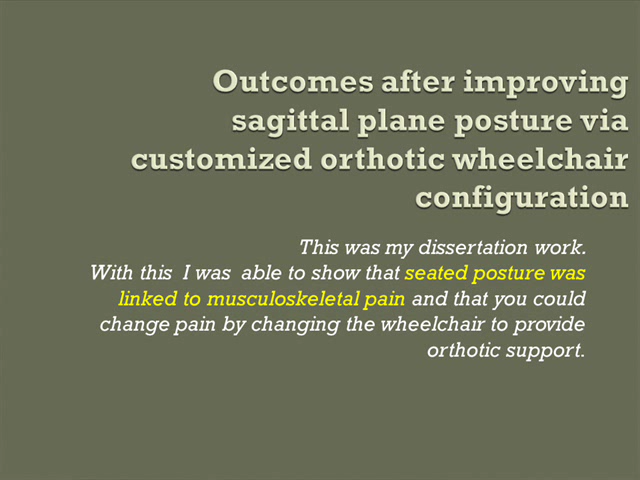 Outcomes after improving
sagittal plane posture via
customized orthotic wheelchair
configuration
This was my dissertation work.
With this  I was  able to show that seated posture was
linked to musculoskeletal pain and that you could
change pain by changing the wheelchair to provide
orthotic support.